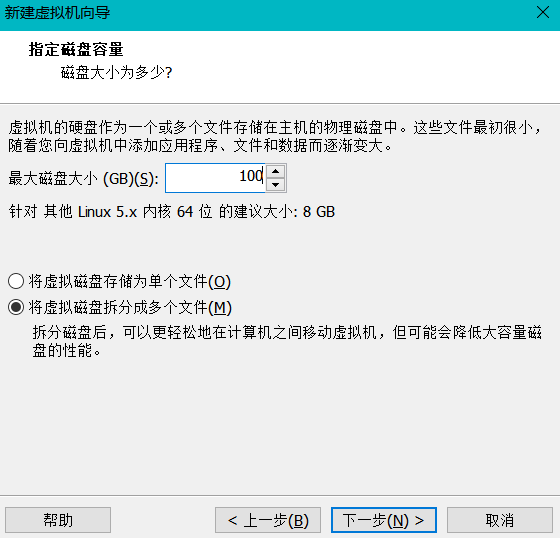 新建虚拟机向导
指定磁盘容量
磁盘大小为多少?
虚拟机的硬盘作为一个或多个文件存储在主机的物理磁盘中。这些文件最初很小，
随着您向虚拟机中添加应用程序、文件和数据而逐渐变大。
最大磁盘大小 (GB)(S): 100
针对 其他 Linux 5.x 内核 64 位 的建议大小: 8 GB
将虚拟磁盘存储为单个文件(O)
将虚拟磁盘拆分成多个文件(M)
拆分磁盘后，可以更轻松地在计算机之间移动虚拟机，但可能会降低大容量磁
盘的性能。
帮助 < 上一步(B) 下一步(N) > 取消